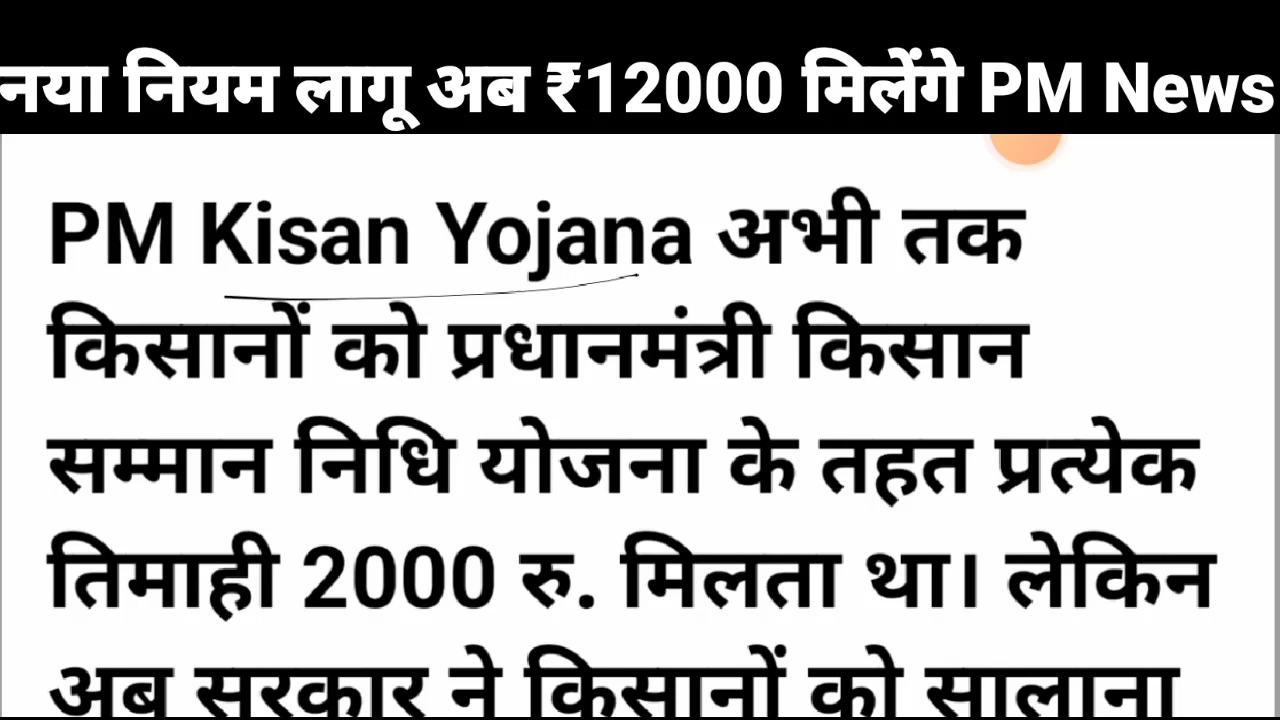 नया नियम लागू अब ₹12000 मिलेंगे PM News
PM Kisan Yojana अभी तक
किसानों को प्रधानमंत्री किसान
सम्मान निधि योजना के तहत प्रत्येक
तिमाही 2000 रु. मिलता था। लेकिन
अब सरकार ने किसानों को सालाना